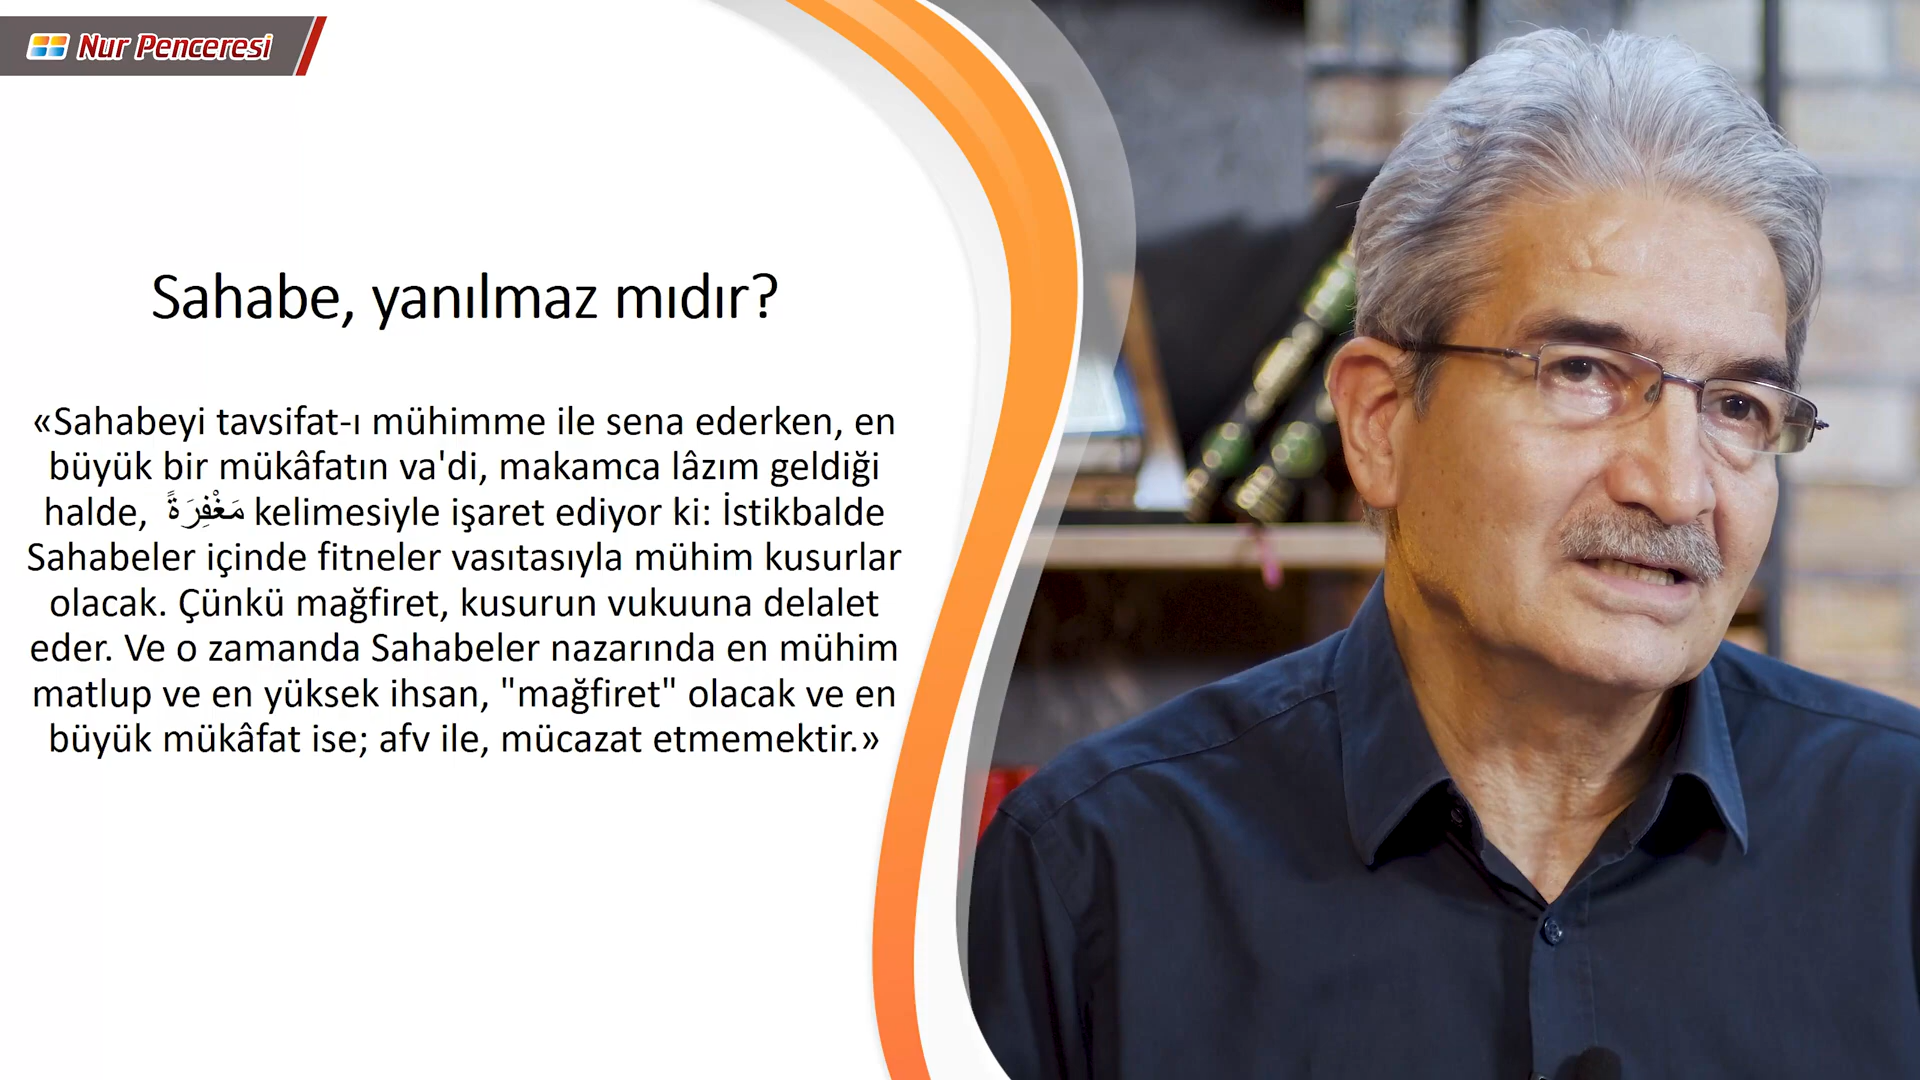 Nur Penceresi
Sahabe, yanılmaz mıdır?
«Sahabeyi tavsifat-ı mühimme ile sena ederken, en
büyük bir mükâfatın va'di, makamca lâzım geldiği
halde, مَغْفِرَةً kelimesiyle işaret ediyor ki: İstikbalde
Sahabeler içinde fitneler vasıtasıyla mühim kusurlar
olacak. Çünkü mağfiret, kusurun vukuuna delalet
eder. Ve o zamanda Sahabeler nazarında en mühim
matlup ve en yüksek ihsan, "mağfiret" olacak ve en
büyük mükâfat ise; afv ile, mücazat etmemektir.»